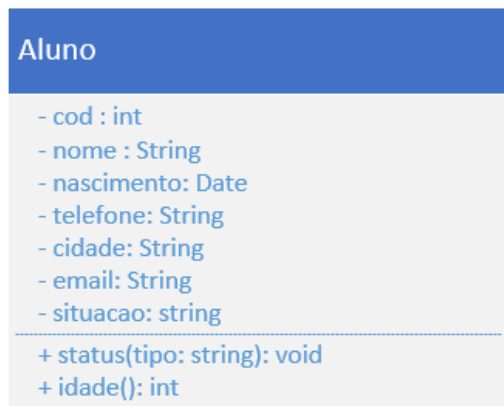 Aluno
- cod : int
- nome : String
- nascimento: Date
- telefone: String
- cidade: String
- email: String
- situacao: string
+ status(tipo: string): void
+ idade(): int